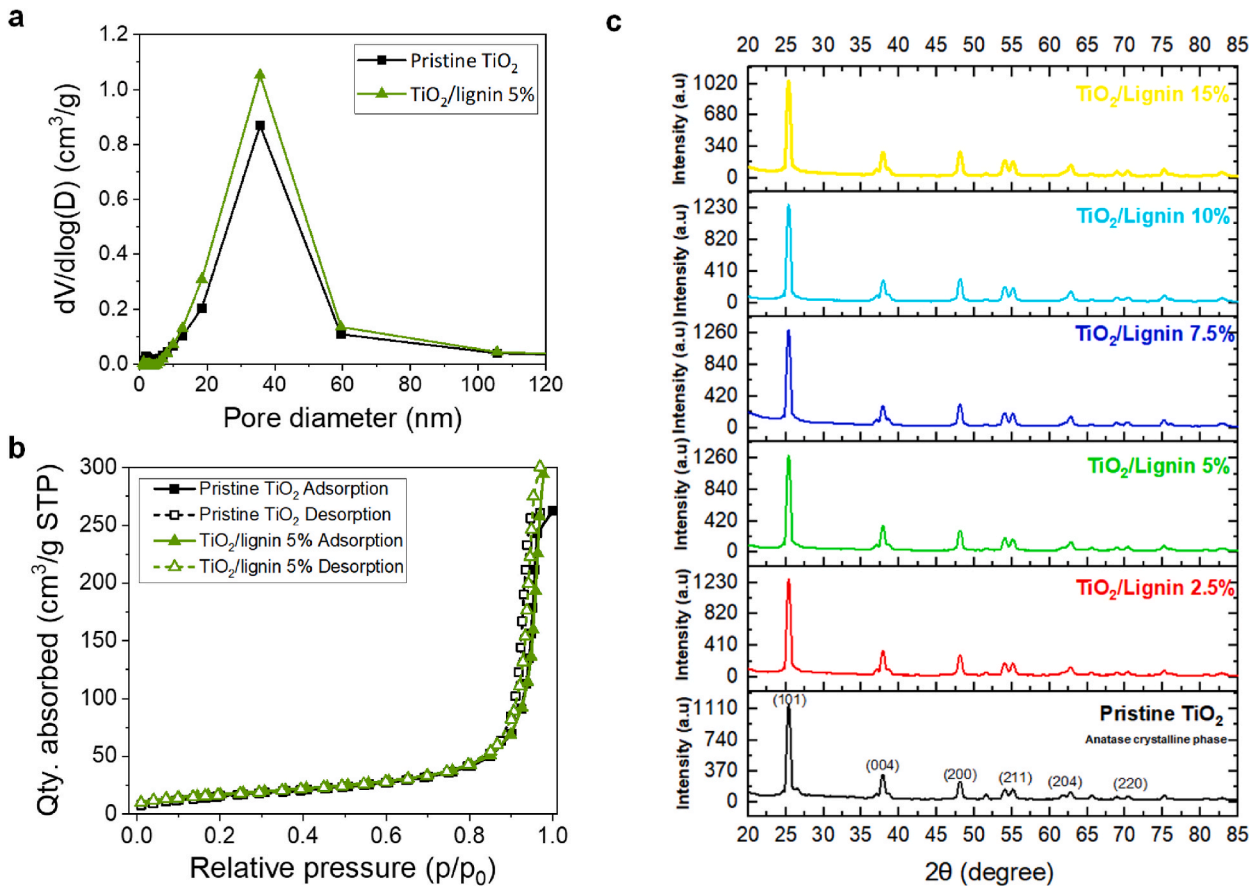 a
1.2
1.0
0.8
0.6
0.4
0.2
0.0
dV/dlog(D) (cm³/g)
Pristine TiO₂
TiO₂/lignin 5%
0 20 40 60 80 100 120
Pore diameter (nm)
b
300
250
200
150
100
50
0
Qty. absorbed (cm³/g STP)
Pristine TiO₂ Adsorption
Pristine TiO₂ Desorption
TiO₂/lignin 5% Adsorption
TiO₂/lignin 5% Desorption
0.0 0.2 0.4 0.6 0.8 1.0
Relative pressure (p/p₀)
c
20 25 30 35 40 45 50 55 60 65 70 75 80 85
Intensity (a.u)
1020
680
340
0
TiO₂/Lignin 15%
Intensity (a.u)
1230
820
410
0
TiO₂/Lignin 10%
Intensity (a.u)
1260
840
420
0
TiO₂/Lignin 7.5%
Intensity (a.u)
1260
840
420
0
TiO₂/Lignin 5%
Intensity (a.u)
1230
820
410
0
TiO₂/Lignin 2.5%
Intensity (a.u)
1110
740
370
0
Pristine TiO₂
Anatase crystalline phase
(101)
(004)
(200)
(211)
(204)
(220)
20 25 30 35 40 45 50 55 60 65 70 75 80 85
2θ (degree)